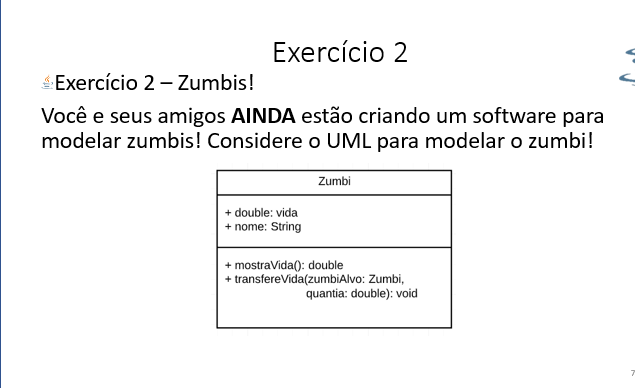 Exercício 2
Exercício 2 – Zumbis!
Você e seus amigos AINDA estão criando um software para
modelar zumbis! Considere o UML para modelar o zumbi!
Zumbi
+ double: vida
+ nome: String
+ mostraVida(): double
+ transfereVida(zumbiAlvo: Zumbi,
quantia: double): void
7